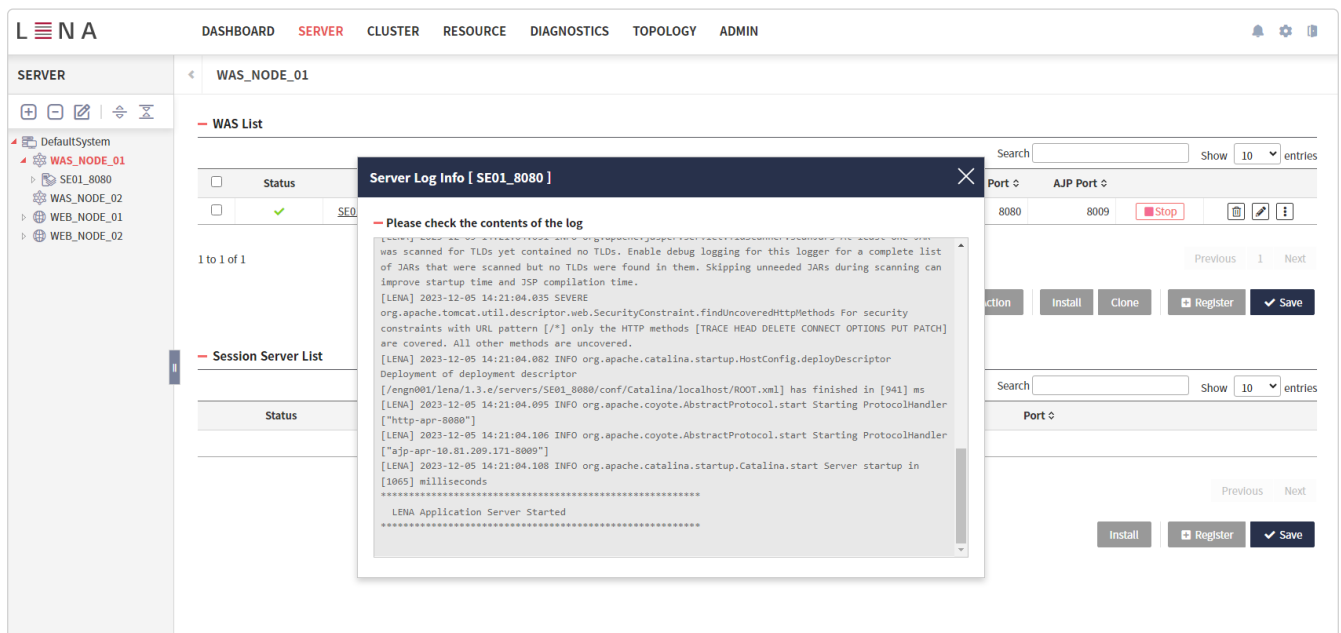 LENA
DASHBOARD SERVER CLUSTER RESOURCE DIAGNOSTICS TOPOLOGY ADMIN
SERVER
WAS_NODE_01
DefaultSystem
WAS_NODE_01
SE01_8080
WAS_NODE_02
WEB_NODE_01
WEB_NODE_02
WAS List
Search
Show 10 entries
Status
Port
AJP Port
SE0
8080
8009
Stop
1 to 1 of 1
Previous 1 Next
ction
Install
Clone
Register
Save
Server Log Info [ SE01_8080 ]
Please check the contents of the log
was scanned for TLDs yet contained no TLDs. Enable debug logging for this logger for a complete list
of JARs that were scanned but no TLDs were found in them. Skipping unneeded JARs during scanning can
improve startup time and JSP compilation time.
[LENA] 2023-12-05 14:21:04.035 SEVERE
org.apache.tomcat.util.descriptor.web.SecurityConstraint.findUncoveredHttpMethods For security
constraints with URL pattern [/*] only the HTTP methods [TRACE HEAD DELETE CONNECT OPTIONS PUT PATCH]
are covered. All other methods are uncovered.
[LENA] 2023-12-05 14:21:04.082 INFO org.apache.catalina.startup.HostConfig.deployDescriptor
Deployment of deployment descriptor
[/engn001/lena/1.3.e/servers/SE01_8080/conf/Catalina/localhost/ROOT.xml] has finished in [941] ms
[LENA] 2023-12-05 14:21:04.095 INFO org.apache.coyote.AbstractProtocol.start Starting ProtocolHandler
["http-apr-8080"]
[LENA] 2023-12-05 14:21:04.106 INFO org.apache.coyote.AbstractProtocol.start Starting ProtocolHandler
["ajp-apr-10.81.209.171-8009"]
[LENA] 2023-12-05 14:21:04.108 INFO org.apache.catalina.startup.Catalina.start Server startup in
[1065] milliseconds
*********************************************************
LENA Application Server Started
*********************************************************
Session Server List
Search
Show 10 entries
Status
Port
Previous Next
Install
Register
Save